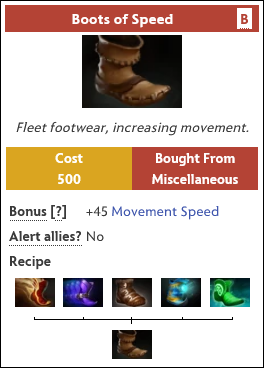 Boots of Speed B
Fleet footwear, increasing movement.
Cost Bought From
500 Miscellaneous
Bonus [?] +45 Movement Speed
Alert allies? No
Recipe